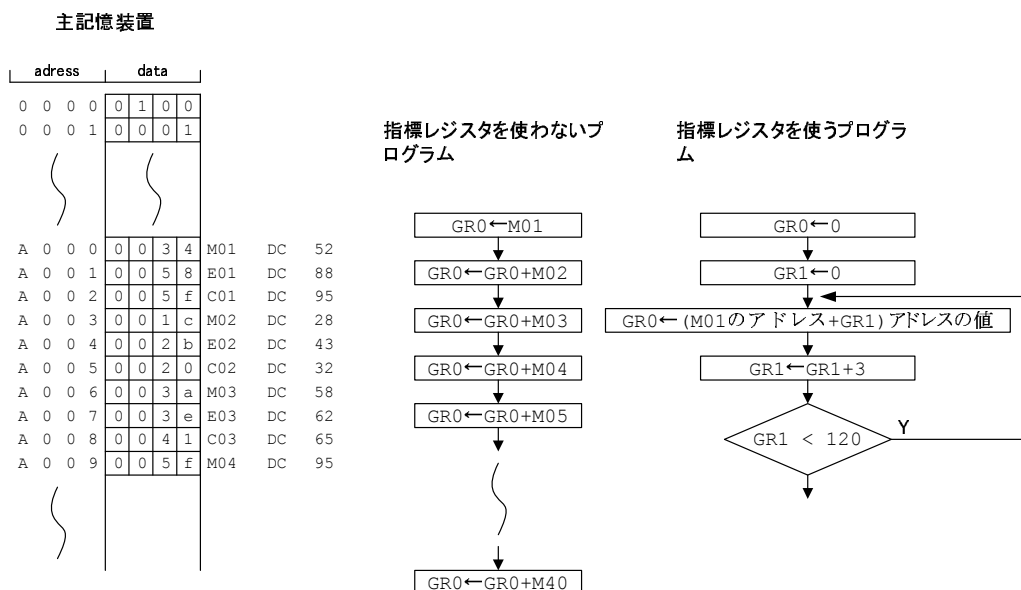 主記憶装置
adress data
0 0 0 0 0 1 0 0
0 0 0 1 0 0 0 1
A 0 0 0 0 0 3 4 M01 DC 52
A 0 0 1 0 0 5 8 E01 DC 88
A 0 0 2 0 0 5 f C01 DC 95
A 0 0 3 0 0 1 c M02 DC 28
A 0 0 4 0 0 2 b E02 DC 43
A 0 0 5 0 0 2 0 C02 DC 32
A 0 0 6 0 0 3 a M03 DC 58
A 0 0 7 0 0 3 e E03 DC 62
A 0 0 8 0 0 4 1 C03 DC 65
A 0 0 9 0 0 5 f M04 DC 95
指標レジスタを使わないプ
ログラム
GR0←M01
GR0←GR0+M02
GR0←GR0+M03
GR0←GR0+M04
GR0←GR0+M05
GR0←GR0+M40
指標レジスタを使うプログラ
ム
GR0←0
GR1←0
GR0←(M01のアドレス+GR1)アドレスの値
GR1←GR1+3
GR1 < 120
Y